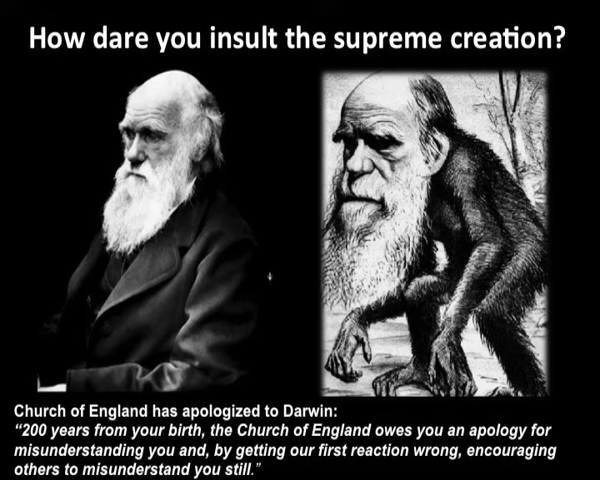 How dare you insult the supreme creation?
Church of England has apologized to Darwin:
“200 years from your birth, the Church of England owes you an apology for
misunderstanding you and, by getting our first reaction wrong, encouraging
others to misunderstand you still.”